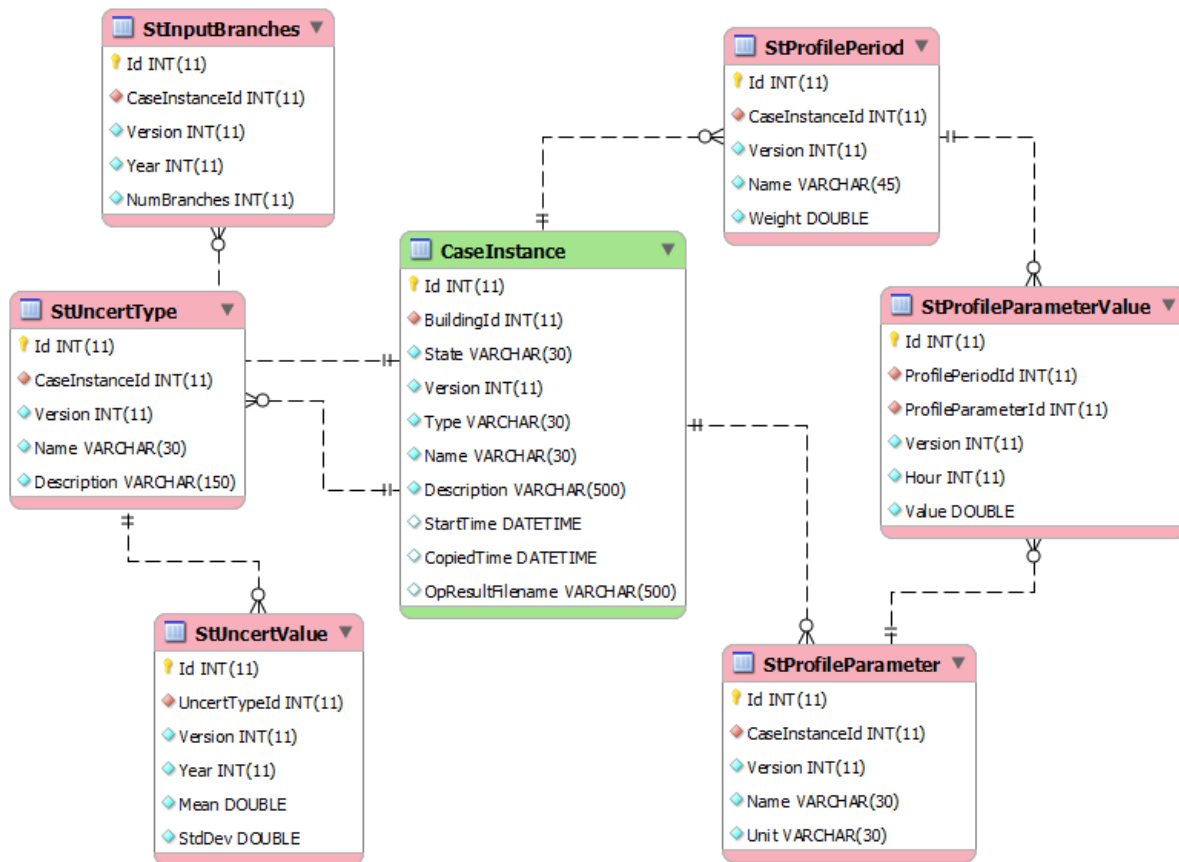 StInputBranches
Id INT(11)
CaseInstanceId INT(11)
Version INT(11)
Year INT(11)
NumBranches INT(11)
StProfilePeriod
Id INT(11)
CaseInstanceId INT(11)
Version INT(11)
Name VARCHAR(45)
Weight DOUBLE
CaseInstance
Id INT(11)
BuildingId INT(11)
State VARCHAR(30)
Version INT(11)
Type VARCHAR(30)
Name VARCHAR(30)
Description VARCHAR(500)
StartTime DATETIME
CopiedTime DATETIME
OpResultFilename VARCHAR(500)
StUncertType
Id INT(11)
CaseInstanceId INT(11)
Version INT(11)
Name VARCHAR(30)
Description VARCHAR(150)
StProfileParameterValue
Id INT(11)
ProfilePeriodId INT(11)
ProfileParameterId INT(11)
Version INT(11)
Hour INT(11)
Value DOUBLE
StUncertValue
Id INT(11)
UncertTypeId INT(11)
Version INT(11)
Year INT(11)
Mean DOUBLE
StdDev DOUBLE
StProfileParameter
Id INT(11)
CaseInstanceId INT(11)
Version INT(11)
Name VARCHAR(30)
Unit VARCHAR(30)